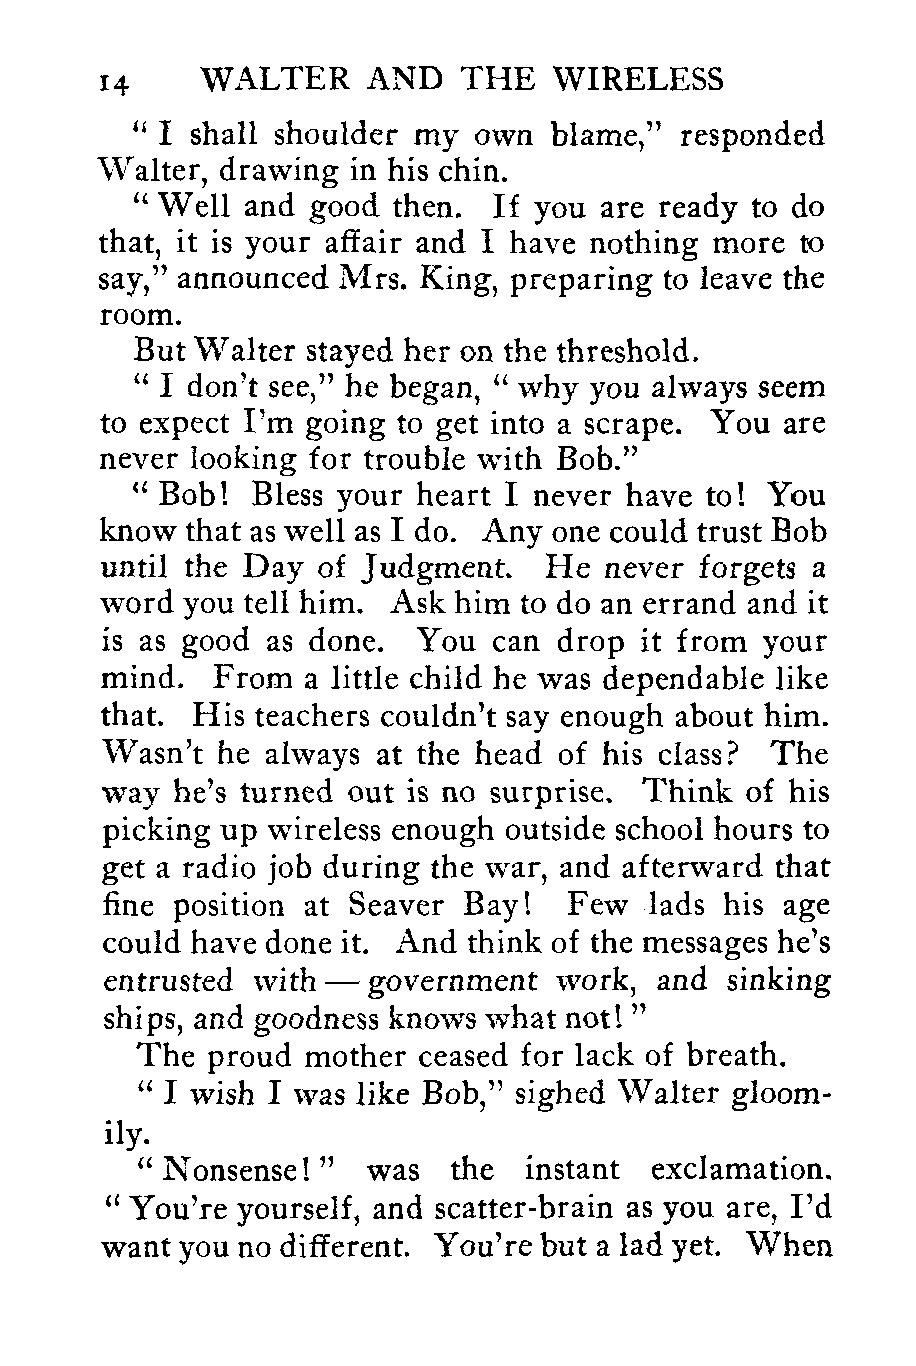 14 WALTER AND THE WIRELESS
“ I shall shoulder my own blame,” responded
Walter, drawing in his chin.
“ Well and good then. If you are ready to do
that, it is your affair and I have nothing more to
say,” announced Mrs. King, preparing to leave the
room.
But Walter stayed her on the threshold.
“ I don’t see,” he began, “ why you always seem
to expect I’m going to get into a scrape. You are
never looking for trouble with Bob.”
“ Bob! Bless your heart I never have to! You
know that as well as I do. Any one could trust Bob
until the Day of Judgment. He never forgets a
word you tell him. Ask him to do an errand and it
is as good as done. You can drop it from your
mind. From a little child he was dependable like
that. His teachers couldn’t say enough about him.
Wasn’t he always at the head of his class? The
way he’s turned out is no surprise. Think of his
picking up wireless enough outside school hours to
get a radio job during the war, and afterward that
fine position at Seaver Bay! Few lads his age
could have done it. And think of the messages he’s
entrusted with — government work, and sinking
ships, and goodness knows what not! ”
The proud mother ceased for lack of breath.
“ I wish I was like Bob,” sighed Walter gloom-
ily.
“ Nonsense! ” was the instant exclamation.
“ You’re yourself, and scatter-brain as you are, I’d
want you no different. You’re but a lad yet. When